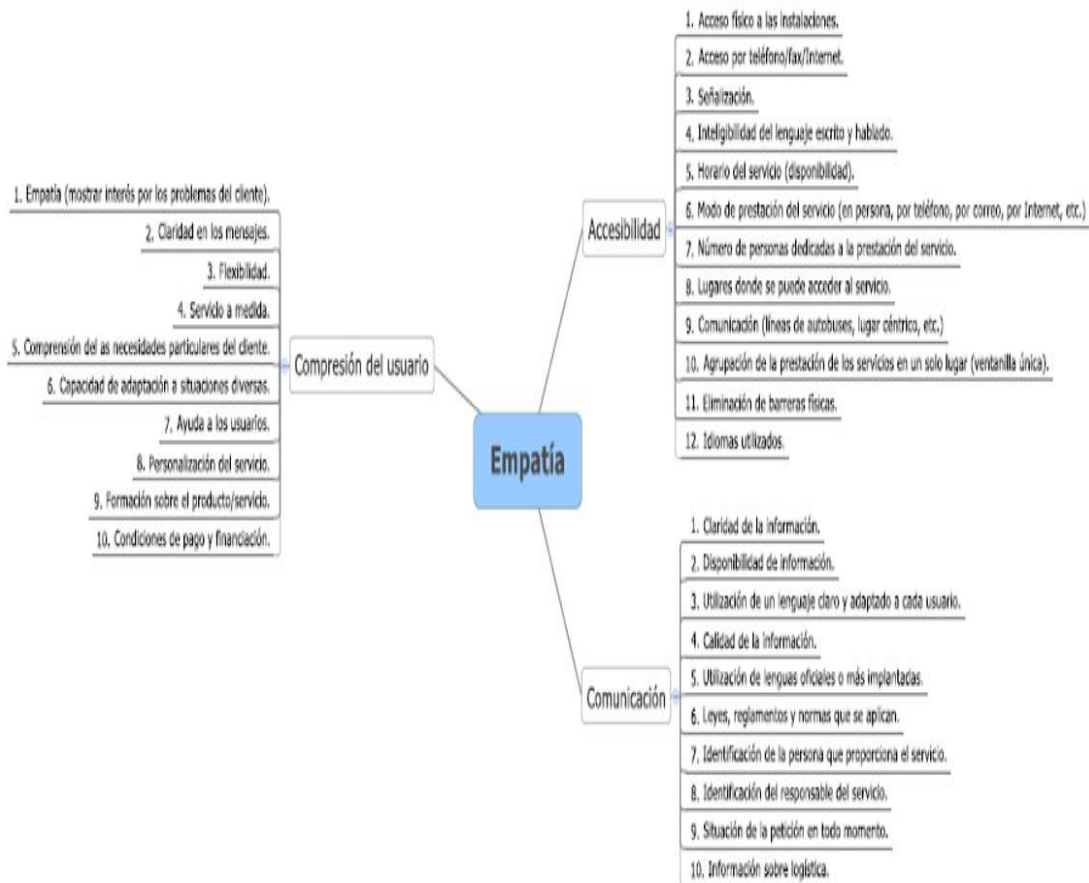 Empatía
Accesibilidad
1. Acceso físico a las instalaciones.
2. Acceso por teléfono/fax/Internet.
3. Señalización.
4. Inteligibilidad del lenguaje escrito y hablado.
5. Horario del servicio (disponibilidad).
6. Modo de prestación del servicio (en persona, por teléfono, por correo, por Internet, etc.)
7. Número de personas dedicadas a la prestación del servicio.
8. Lugares donde se puede acceder al servicio.
9. Comunicación (líneas de autobuses, lugar céntrico, etc.)
10. Agrupación de la prestación de los servicios en un solo lugar (ventanilla única).
11. Eliminación de barreras físicas.
12. Idiomas utilizados.
Comunicación
1. Claridad de la información.
2. Disponibilidad de información.
3. Utilización de un lenguaje claro y adaptado a cada usuario.
4. Calidad de la información.
5. Utilización de lenguas oficiales o más implantadas.
6. Leyes, reglamentos y normas que se aplican.
7. Identificación de la persona que proporciona el servicio.
8. Identificación del responsable del servicio.
9. Situación de la petición en todo momento.
10. Información sobre logística.
Compresión del usuario
1. Empatía (mostrar interés por los problemas del cliente).
2. Claridad en los mensajes.
3. Flexibilidad.
4. Servicio a medida.
5. Comprensión del as necesidades particulares del cliente.
6. Capacidad de adaptación a situaciones diversas.
7. Ayuda a los usuarios.
8. Personalización del servicio.
9. Formación sobre el producto/servicio.
10. Condiciones de pago y financiación.